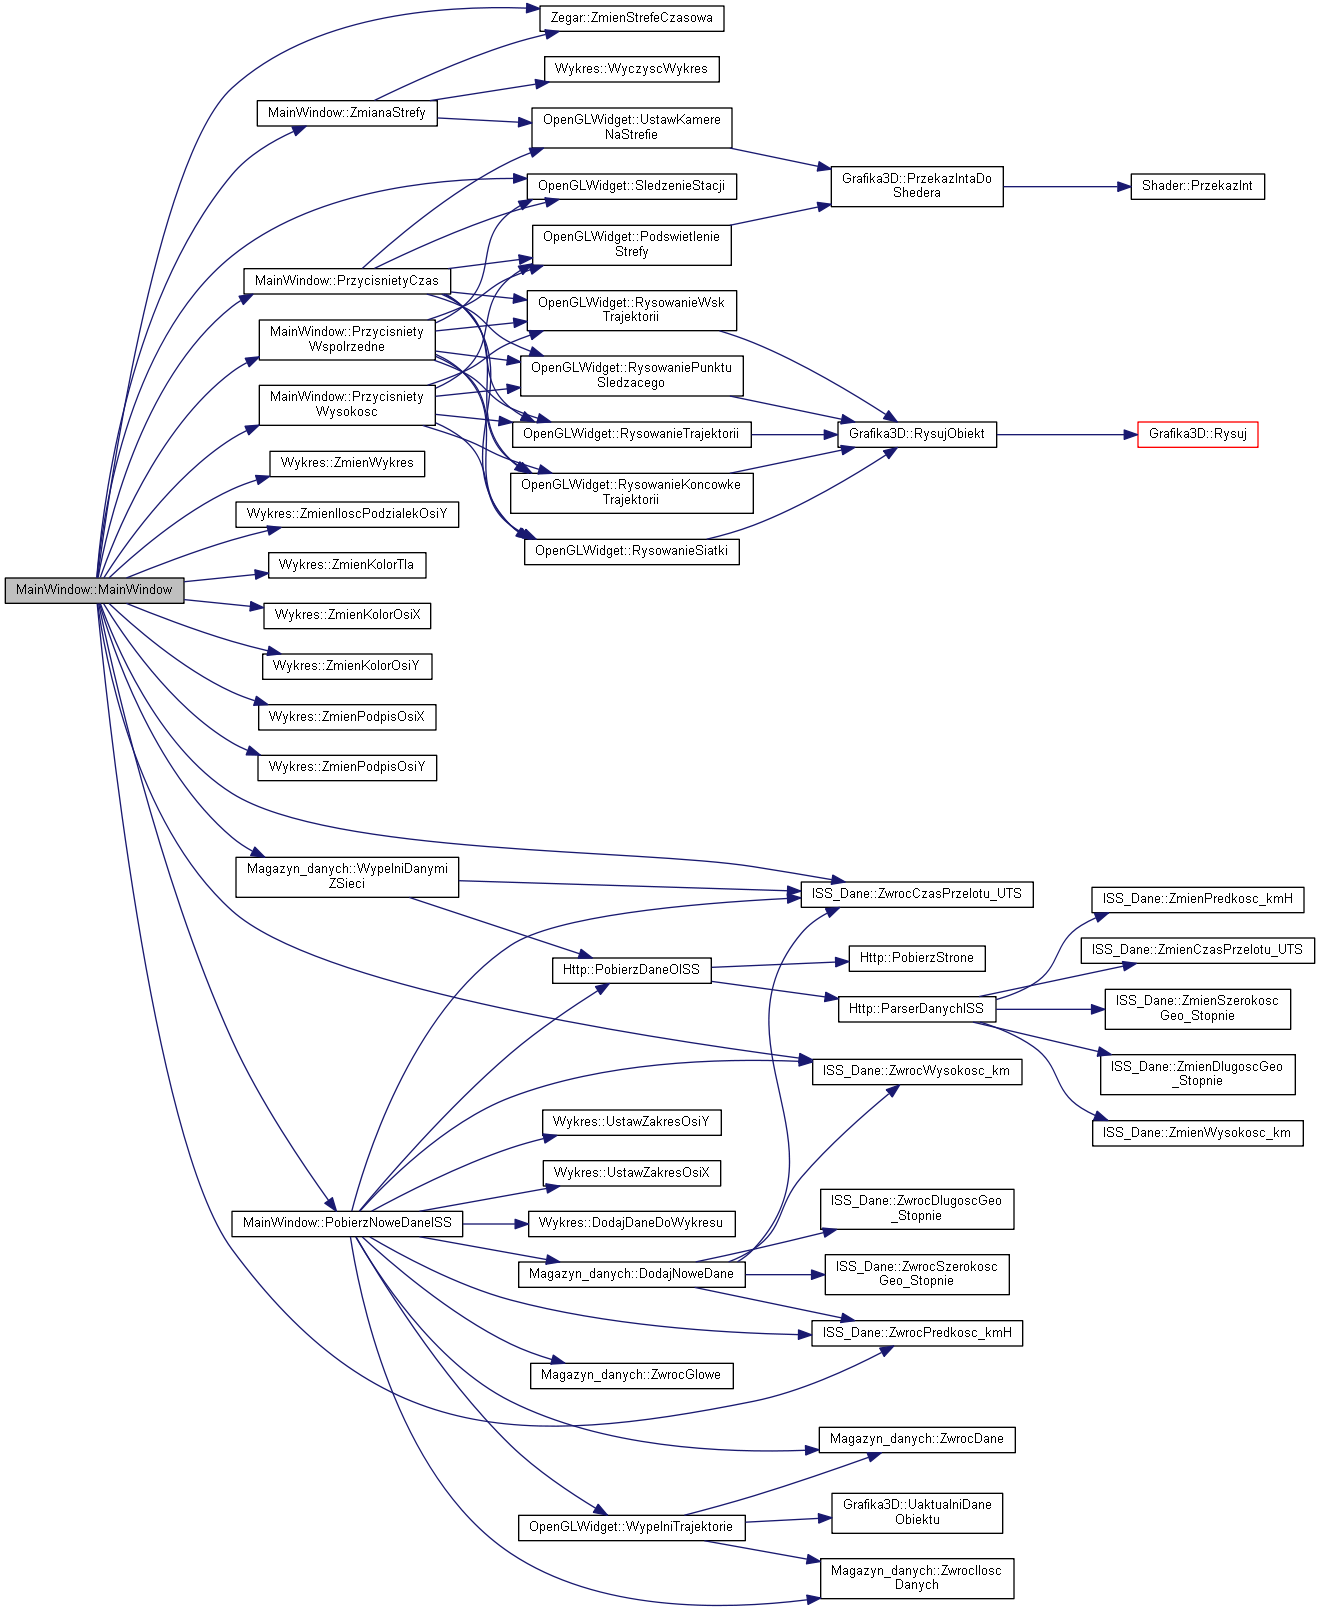 Zegar::ZmienStrefeCzasowa
Wykres::WyczyscWykres
MainWindow::ZmianaStrefy
OpenGLWidget::UstawKamere
NaStrefie
Grafika3D::PrzekazIntaDo
Shedera
Shader::PrzekazInt
OpenGLWidget::SledzenieStacji
OpenGLWidget::Podswietlenie
Strefy
MainWindow::PrzycisnietyCzas
OpenGLWidget::RysowanieWsk
Trajektorii
MainWindow::Przycisniety
Wspolrzedne
OpenGLWidget::RysowaniePunktu
Sledzacego
MainWindow::Przycisniety
Wysokosc
OpenGLWidget::RysowanieTrajektorii
Grafika3D::RysujObiekt
Grafika3D::Rysuj
Wykres::ZmienWykres
OpenGLWidget::RysowanieKoncowke
Trajektorii
Wykres::ZmienIloscPodzialekOsiY
OpenGLWidget::RysowanieSiatki
Wykres::ZmienKolorTla
MainWindow::MainWindow
Wykres::ZmienKolorOsiX
Wykres::ZmienKolorOsiY
Wykres::ZmienPodpisOsiX
Wykres::ZmienPodpisOsiY
Magazyn_danych::WypelniDanymi
ZSieci
ISS_Dane::ZwrocCzasPrzelotu_UTS
ISS_Dane::ZmienPredkosc_kmH
ISS_Dane::ZmienCzasPrzelotu_UTS
Http::PobierzDaneOISS
Http::PobierzStrone
Http::ParserDanychISS
ISS_Dane::ZmienSzerokosc
Geo_Stopnie
ISS_Dane::ZmienDlugoscGeo
_Stopnie
ISS_Dane::ZwrocWysokosc_km
ISS_Dane::ZmienWysokosc_km
Wykres::UstawZakresOsiY
Wykres::UstawZakresOsiX
MainWindow::PobierzNoweDaneISS
Wykres::DodajDaneDoWykresu
ISS_Dane::ZwrocDlugoscGeo
_Stopnie
Magazyn_danych::DodajNoweDane
ISS_Dane::ZwrocSzerokosc
Geo_Stopnie
ISS_Dane::ZwrocPredkosc_kmH
Magazyn_danych::ZwrocGlowe
Magazyn_danych::ZwrocDane
OpenGLWidget::WypelniTrajektorie
Grafika3D::UaktualniDane
Obiektu
Magazyn_danych::ZwrocIlosc
Danych